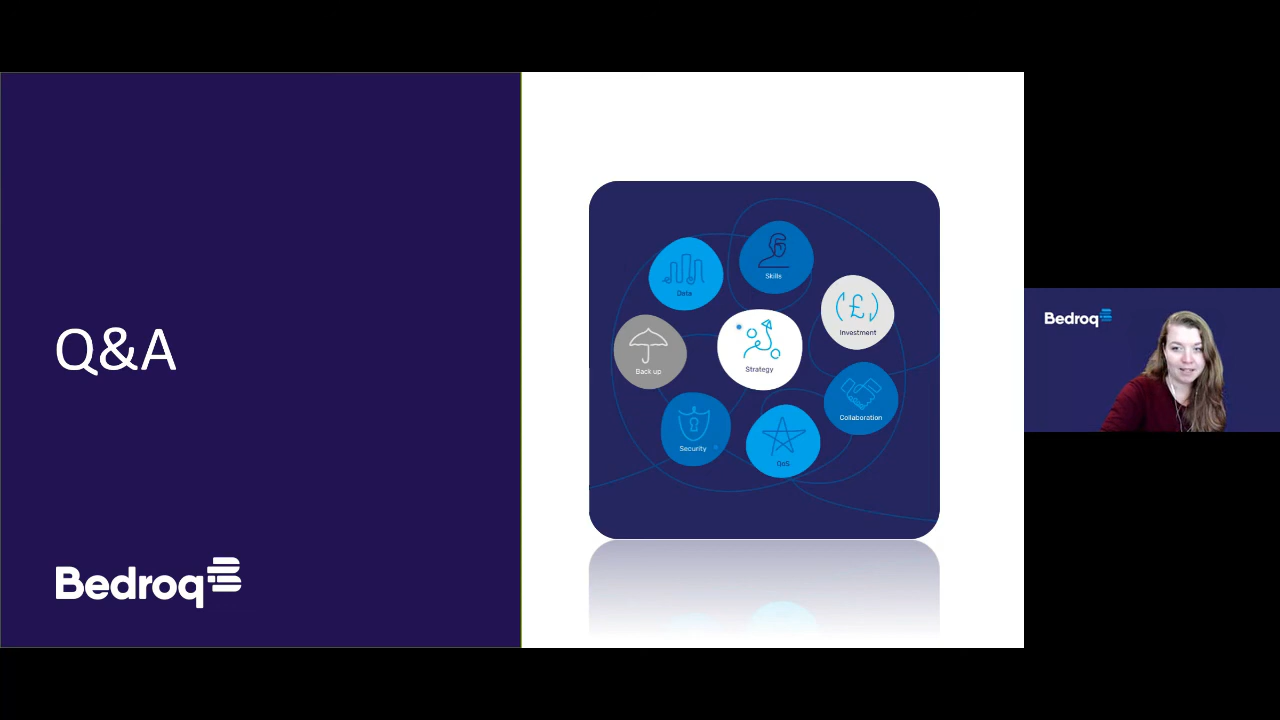 Q&A
Bedroq
Skills
Data
Investment
Back up
Strategy
Collaboration
Security
QoS
Bedroq